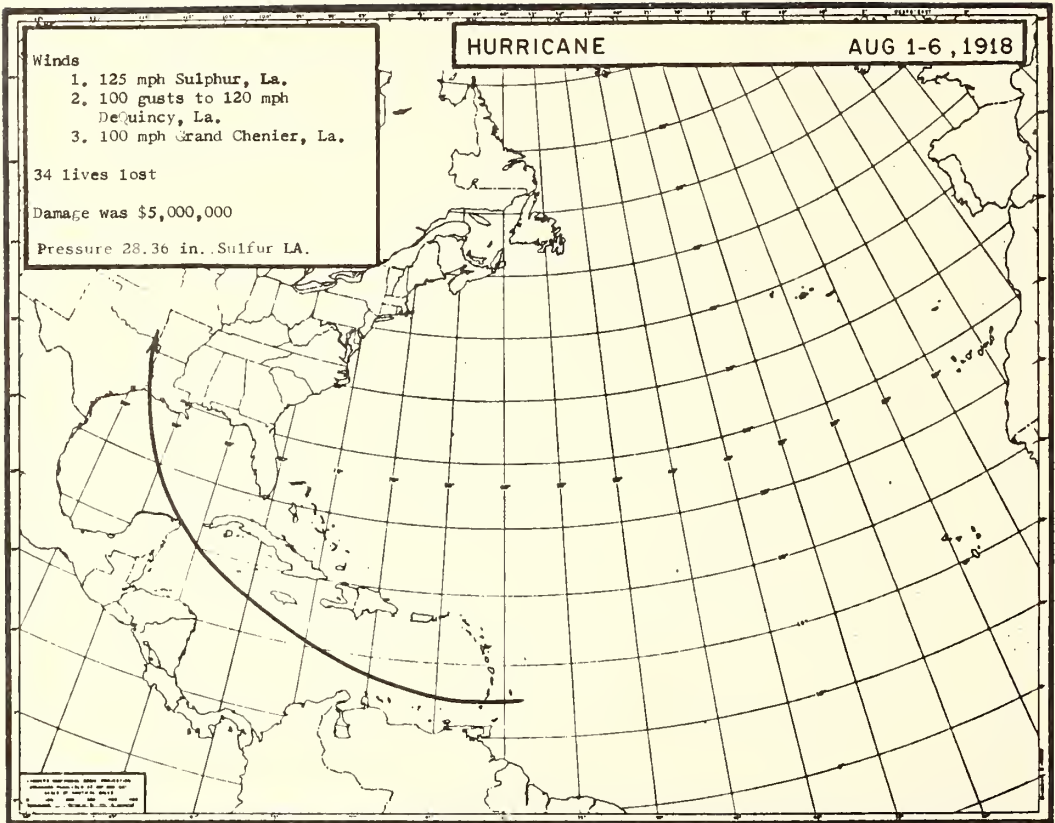 HURRICANE AUG 1-6, 1918
Winds
1. 125 mph Sulphur, La.
2. 100 gusts to 120 mph
DeQuincy, La.
3. 100 mph Grand Chenier, La.
34 lives lost
Damage was $5,000,000
Pressure 28.36 in..Sulfur LA.